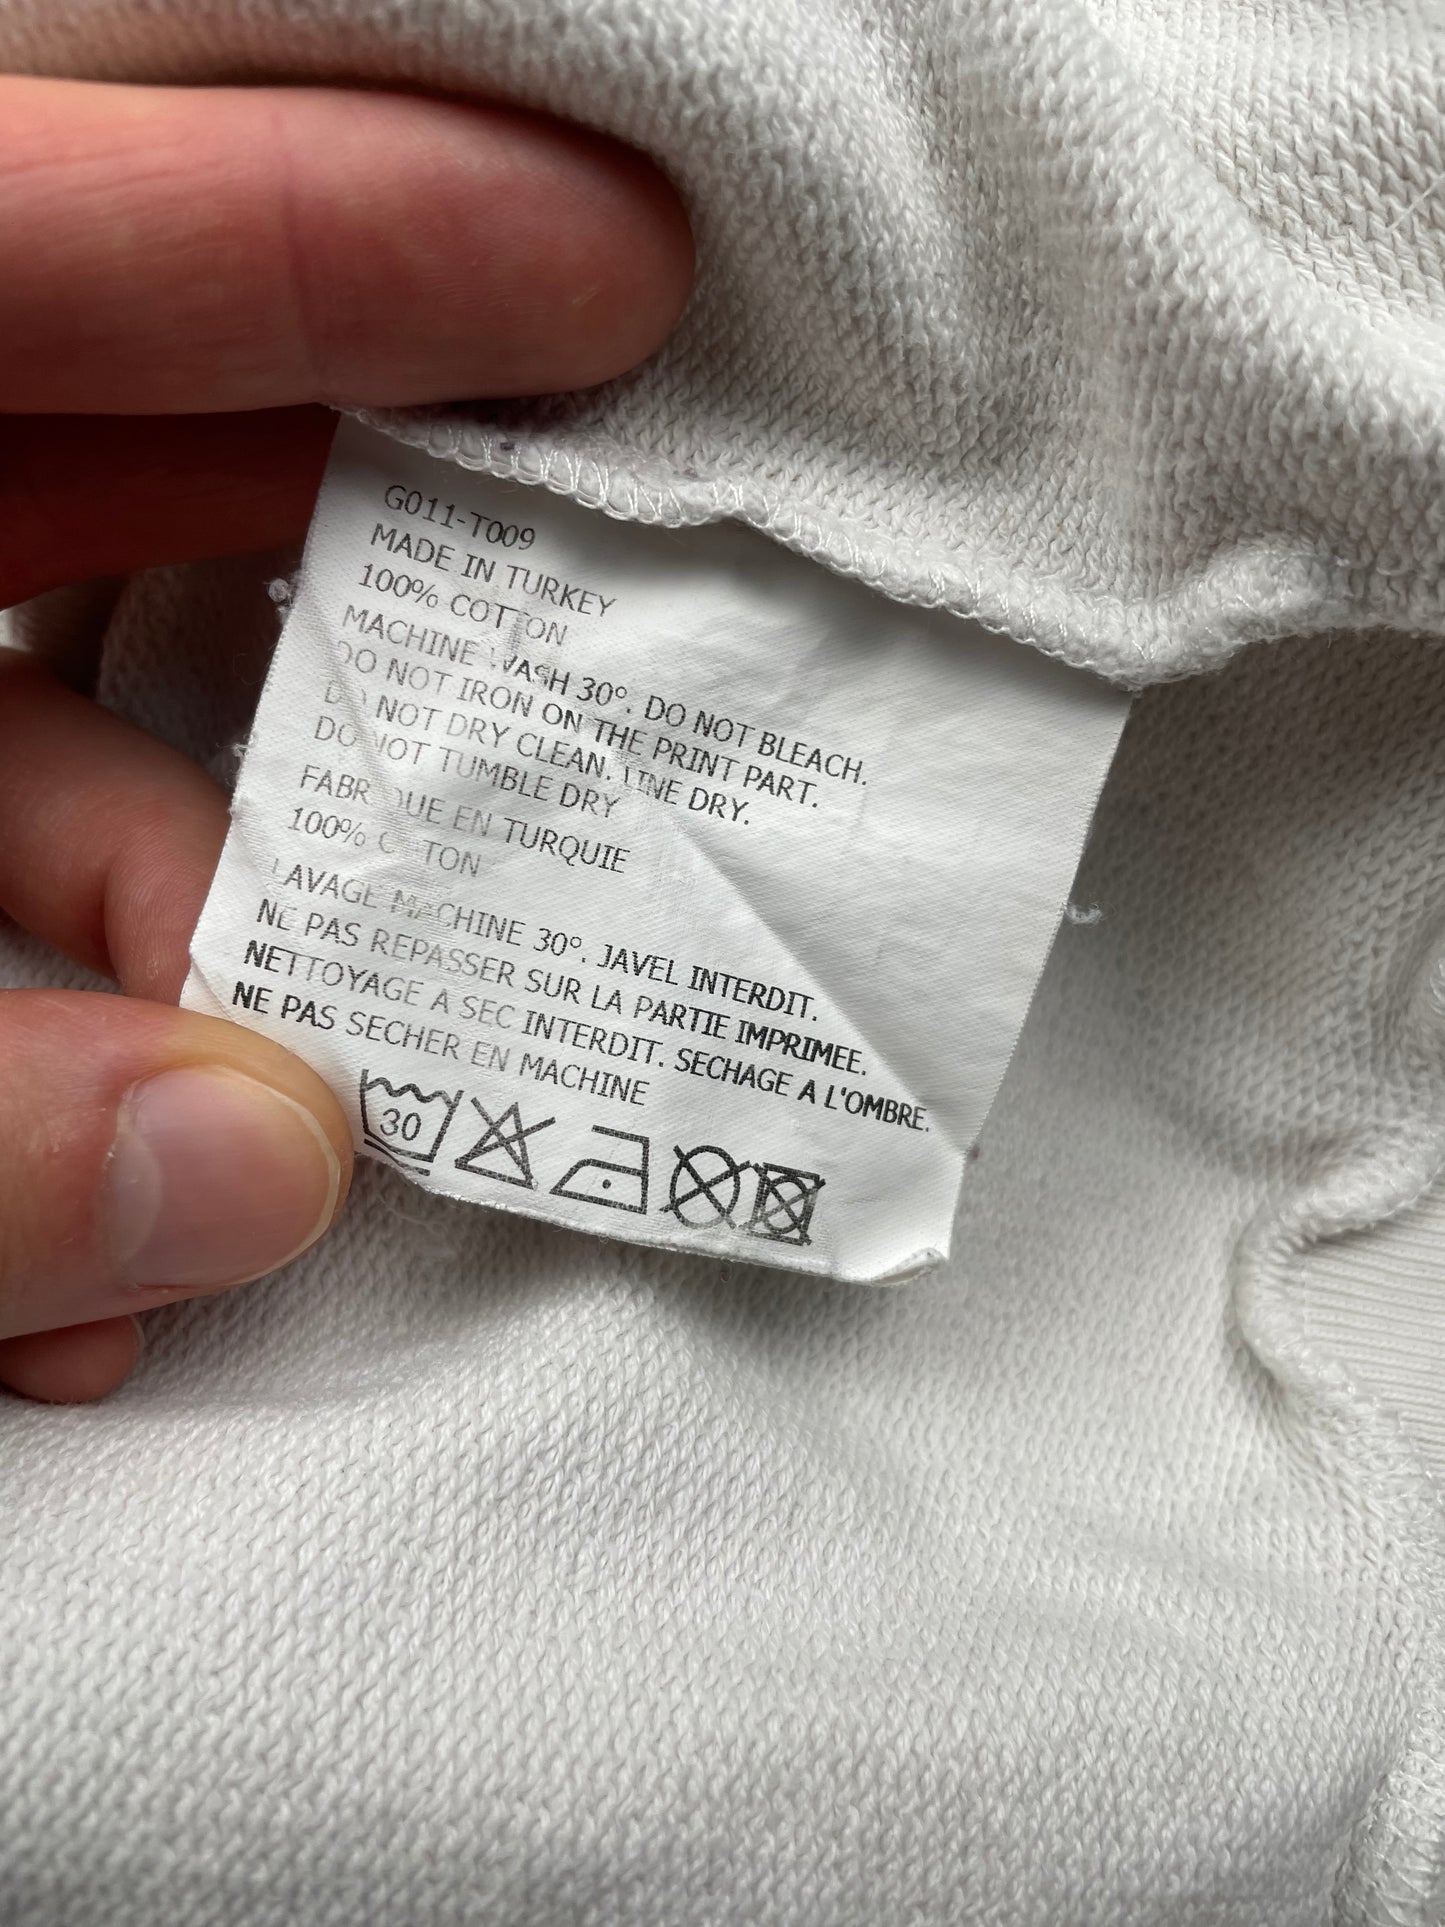 G011-T009
MADE IN TURKEY
100% COTTON
MACHINE WASH 30°. DO NOT BLEACH.
DO NOT IRON ON THE PRINT PART.
DO NOT DRY CLEAN. LINE DRY.
DO NOT TUMBLE DRY
FABRIQUE EN TURQUIE
100% COTTON
LAVAGE MACHINE 30°. JAVEL INTERDIT.
NE PAS REPASSER SUR LA PARTIE IMPRIMEE.
NETTOYAGE A SEC INTERDIT. SECHAGE A L'OMBRE.
NE PAS SECHER EN MACHINE
30